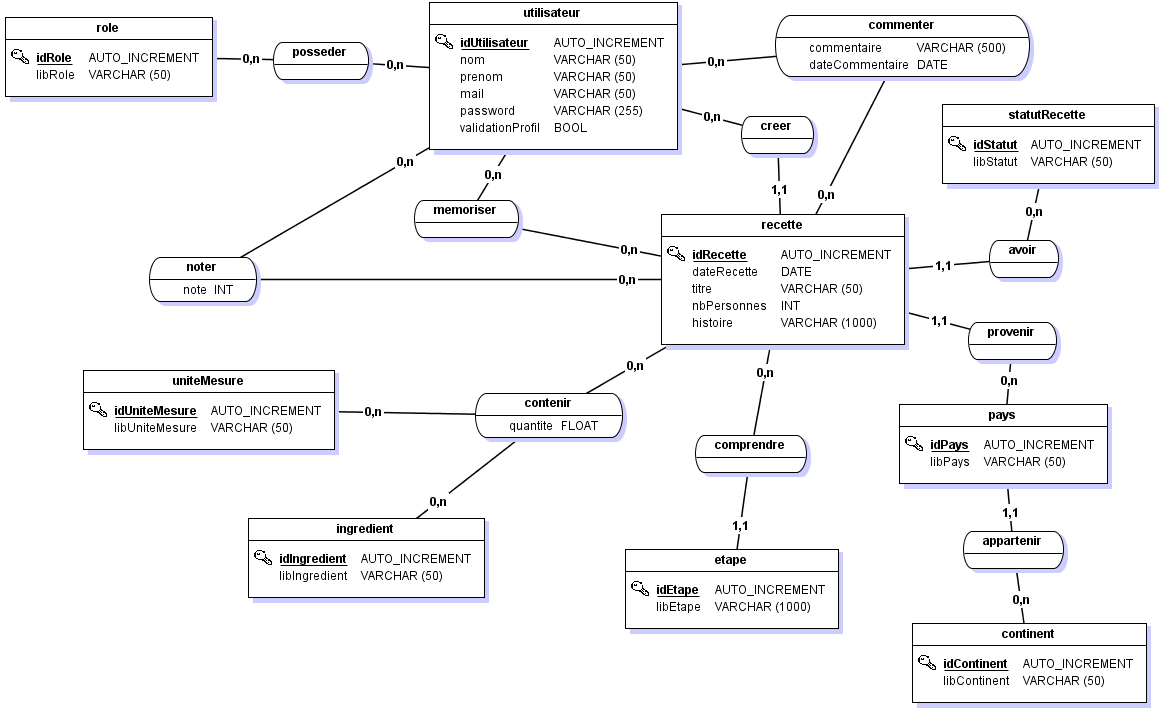 role
idRole AUTO_INCREMENT
libRole VARCHAR (50)
0,n
posseder
0,n
utilisateur
idUtilisateur AUTO_INCREMENT
nom VARCHAR (50)
prenom VARCHAR (50)
mail VARCHAR (50)
password VARCHAR (255)
validationProfil BOOL
0,n
commenter
commentaire VARCHAR (500)
dateCommentaire DATE
0,n
0,n
creer
1,1
statutRecette
idStatut AUTO_INCREMENT
libStatut VARCHAR (50)
0,n
avoir
1,1
0,n
0,n
memoriser
0,n
noter
note INT
0,n
recette
idRecette AUTO_INCREMENT
dateRecette DATE
titre VARCHAR (50)
nbPersonnes INT
histoire VARCHAR (1000)
1,1
provenir
0,n
0,n
0,n
uniteMesure
idUniteMesure AUTO_INCREMENT
libUniteMesure VARCHAR (50)
0,n
contenir
quantite FLOAT
0,n
comprendre
1,1
pays
idPays AUTO_INCREMENT
libPays VARCHAR (50)
1,1
appartenir
0,n
ingredient
idIngredient AUTO_INCREMENT
libIngredient VARCHAR (50)
etape
idEtape AUTO_INCREMENT
libEtape VARCHAR (1000)
continent
idContinent AUTO_INCREMENT
libContinent VARCHAR (50)